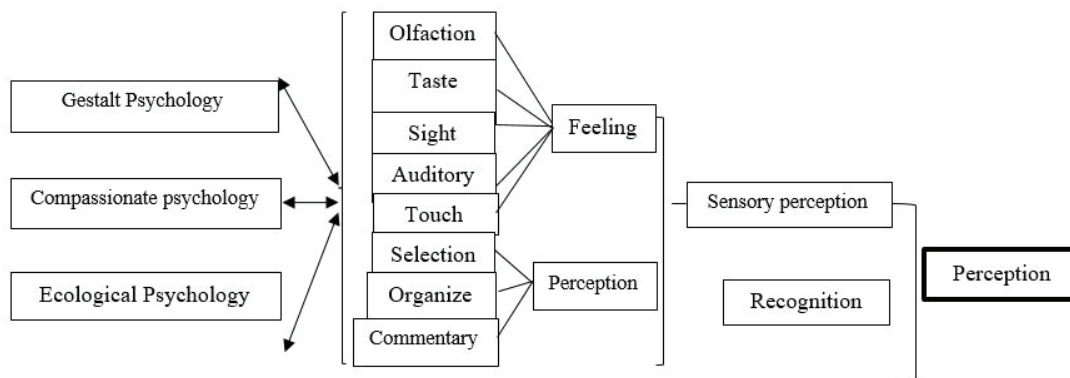 Gestalt Psychology
Compassionate psychology
Ecological Psychology
Olfaction
Taste
Sight
Auditory
Touch
Selection
Organize
Commentary
Feeling
Perception
Sensory perception
Recognition
Perception